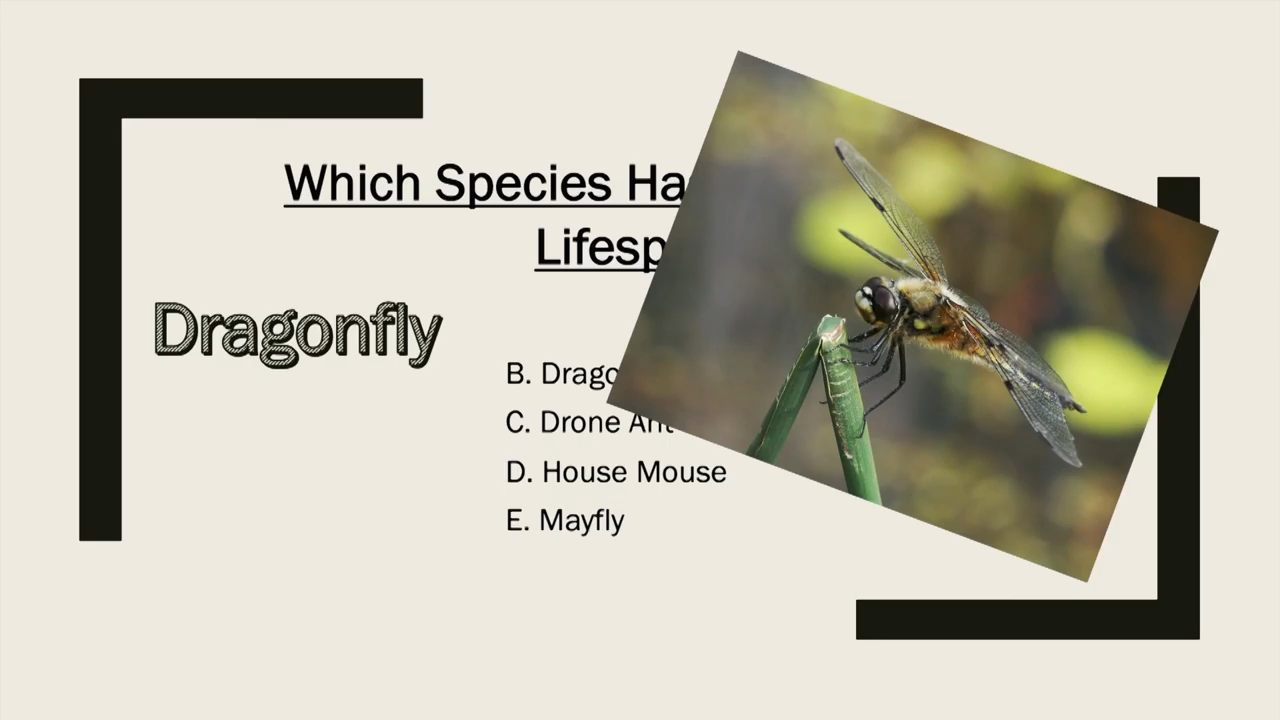 Which Species Ha
Lifesp
Dragonfly
B. Drago
C. Drone Ant
D. House Mouse
E. Mayfly